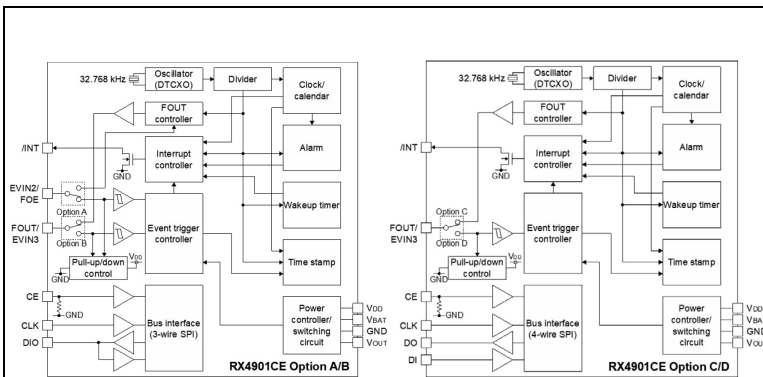 32.768 kHz
Oscillator
(DTCXO)
Divider
Clock/
calendar
FOUT
controller
/INT
GND
Interrupt
controller
Alarm
EVIN2/
FOE
Option A
Wakeup timer
FOUT/
EVIN3
Option B
Event trigger
controller
Time stamp
GND
Pull-up/down
control
VDD
CE
GND
CLK
DIO
Bus interface
(3-wire SPI)
Power
controller/
switching
circuit
VDD
VBAT
GND
VOUT
RX4901CE Option A/B
32.768 kHz
Oscillator
(DTCXO)
Divider
Clock/
calendar
FOUT
controller
/INT
GND
Interrupt
controller
Alarm
Wakeup timer
Option C
FOUT/
EVIN3
Option D
Event trigger
controller
Time stamp
GND
Pull-up/down
control
VDD
CE
GND
CLK
DO
DI
Bus interface
(4-wire SPI)
Power
controller/
switching
circuit
VDD
VBA
GND
VOU
RX4901CE Option C/D